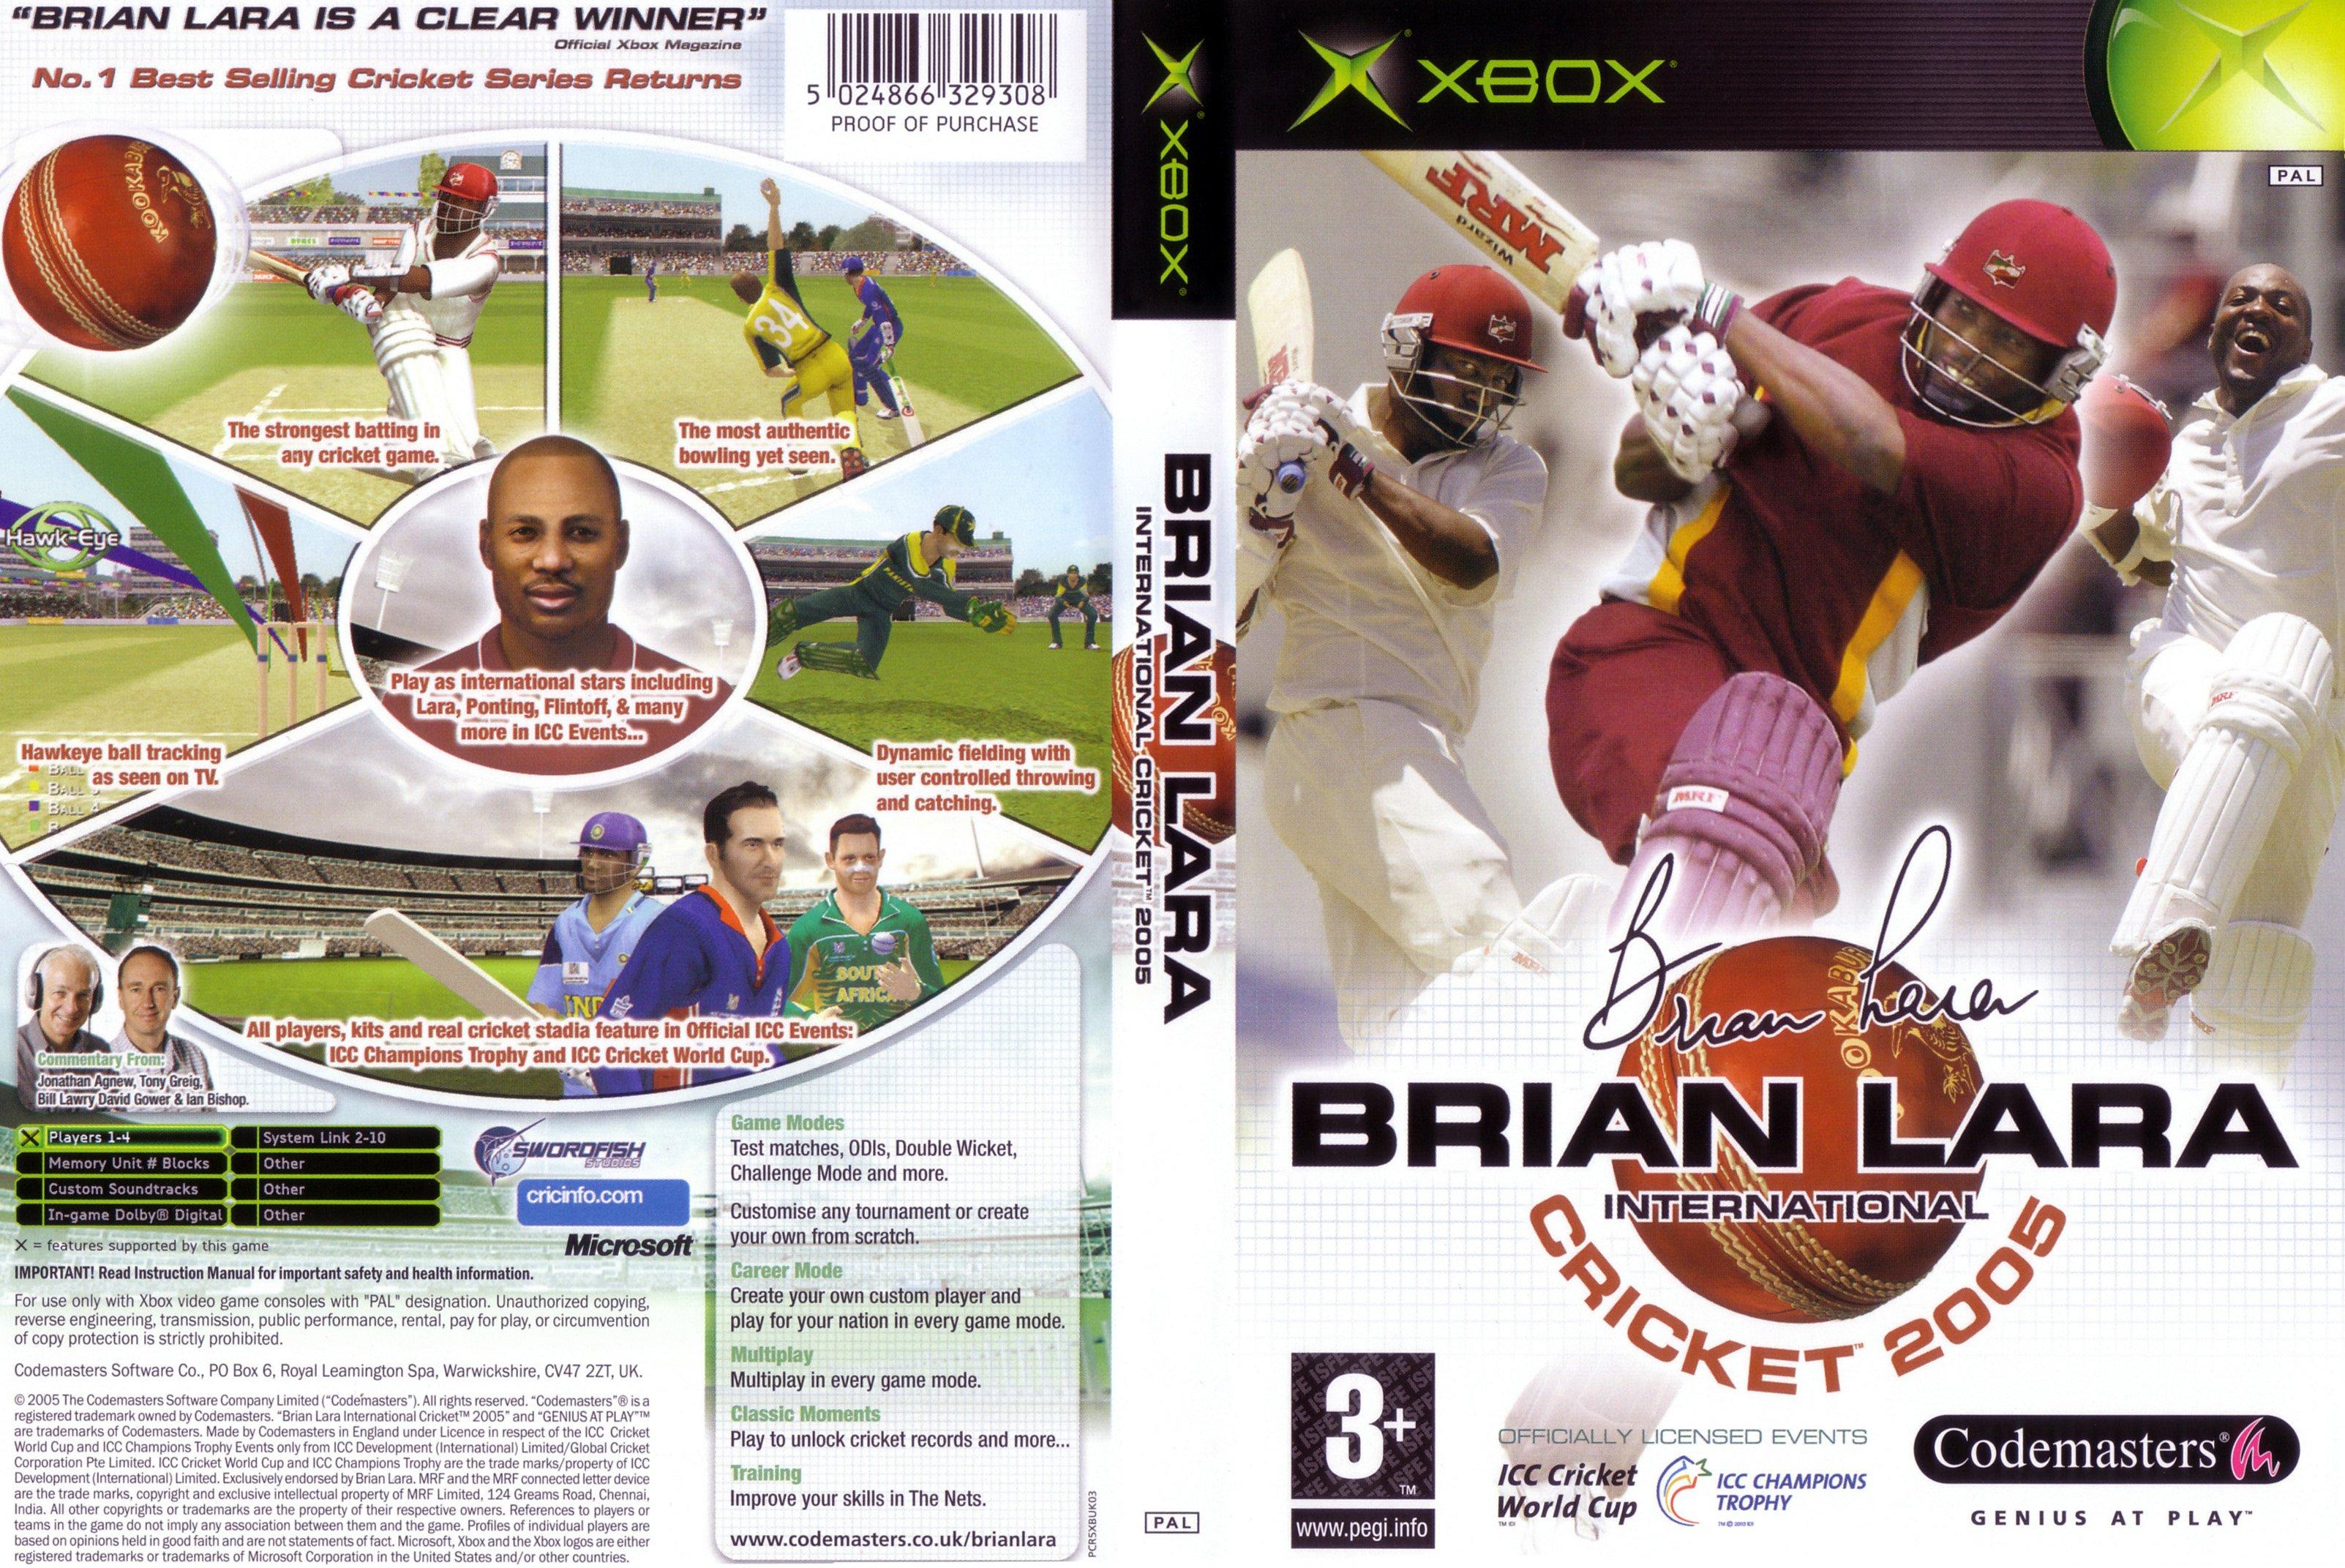 “BRIAN LARA IS A CLEAR WINNER”
Official Xbox Magazine
No.1 Best Selling Cricket Series Returns
5 024866 329308
PROOF OF PURCHASE
KOOKABU
34
The strongest batting in
any cricket game.
The most authentic
bowling yet seen.
Hawk-Eye
PAKISTAN
Play as international stars including
Lara, Ponting, Flintoff, & many
more in ICC Events...
Hawkeye ball tracking
as seen on TV.
BALL 4
Dynamic fielding with
user controlled throwing
and catching.
IND
SOUTH
AFRICA
All players, kits and real cricket stadia feature in Official ICC Events:
ICC Champions Trophy and ICC Cricket World Cup.
Commentary From:
Jonathan Agnew, Tony Greig,
Bill Lawry David Gower & Ian Bishop.
X Players 1-4
System Link 2-10
Memory Unit # Blocks
Other
Custom Soundtracks
Other
In-game Dolby® Digital
Other
X = features supported by this game
SWORDFISH
STUDIOS
cricinfo.com
Microsoft
IMPORTANT! Read Instruction Manual for important safety and health information.
For use only with Xbox video game consoles with "PAL" designation. Unauthorized copying,
reverse engineering, transmission, public performance, rental, pay for play, or circumvention
of copy protection is strictly prohibited.
Codemasters Software Co., PO Box 6, Royal Leamington Spa, Warwickshire, CV47 2ZT, UK.
© 2005 The Codemasters Software Company Limited (“Codemasters”). All rights reserved. “Codemasters”® is a
registered trademark owned by Codemasters. “Brian Lara International Cricket™ 2005” and “GENIUS AT PLAY”™
are trademarks of Codemasters. Made by Codemasters in England under Licence in respect of the ICC Cricket
World Cup and ICC Champions Trophy Events only from ICC Development (International) Limited/Global Cricket
Corporation Pte Limited. ICC Cricket World Cup and ICC Champions Trophy are the trade marks/property of ICC
Development (International) Limited. Exclusively endorsed by Brian Lara. MRF and the MRF connected letter device
are the trade marks, copyright and exclusive intellectual property of MRF Limited, 124 Greams Road, Chennai,
India. All other copyrights or trademarks are the property of their respective owners. References to players or
teams in the game do not imply any association between them and the game. Profiles of individual players are
based on opinions held in good faith and are not statements of fact. Microsoft, Xbox and the Xbox logos are either
registered trademarks or trademarks of Microsoft Corporation in the United States and/or other countries.
Game Modes
Test matches, ODIs, Double Wicket,
Challenge Mode and more.
Customise any tournament or create
your own from scratch.
Career Mode
Create your own custom player and
play for your nation in every game mode.
Multiplay
Multiplay in every game mode.
Classic Moments
Play to unlock cricket records and more...
Training
Improve your skills in The Nets.
www.codemasters.co.uk/brianlara
PCR5XBUK03
XBOX®
BRIAN LARA
INTERNATIONAL CRICKET™ 2005
PAL
XBOX®
PAL
MRF
Wizard
MRF
MRF
MRF
Brian Lara
KOOKABUR
BRIAN LARA
INTERNATIONAL
CRICKET™ 2005
3+
™
www.pegi.info
OFFICIALLY LICENSED EVENTS
ICC Cricket
World Cup
ICC CHAMPIONS
TROPHY
Codemasters®
GENIUS AT PLAY™